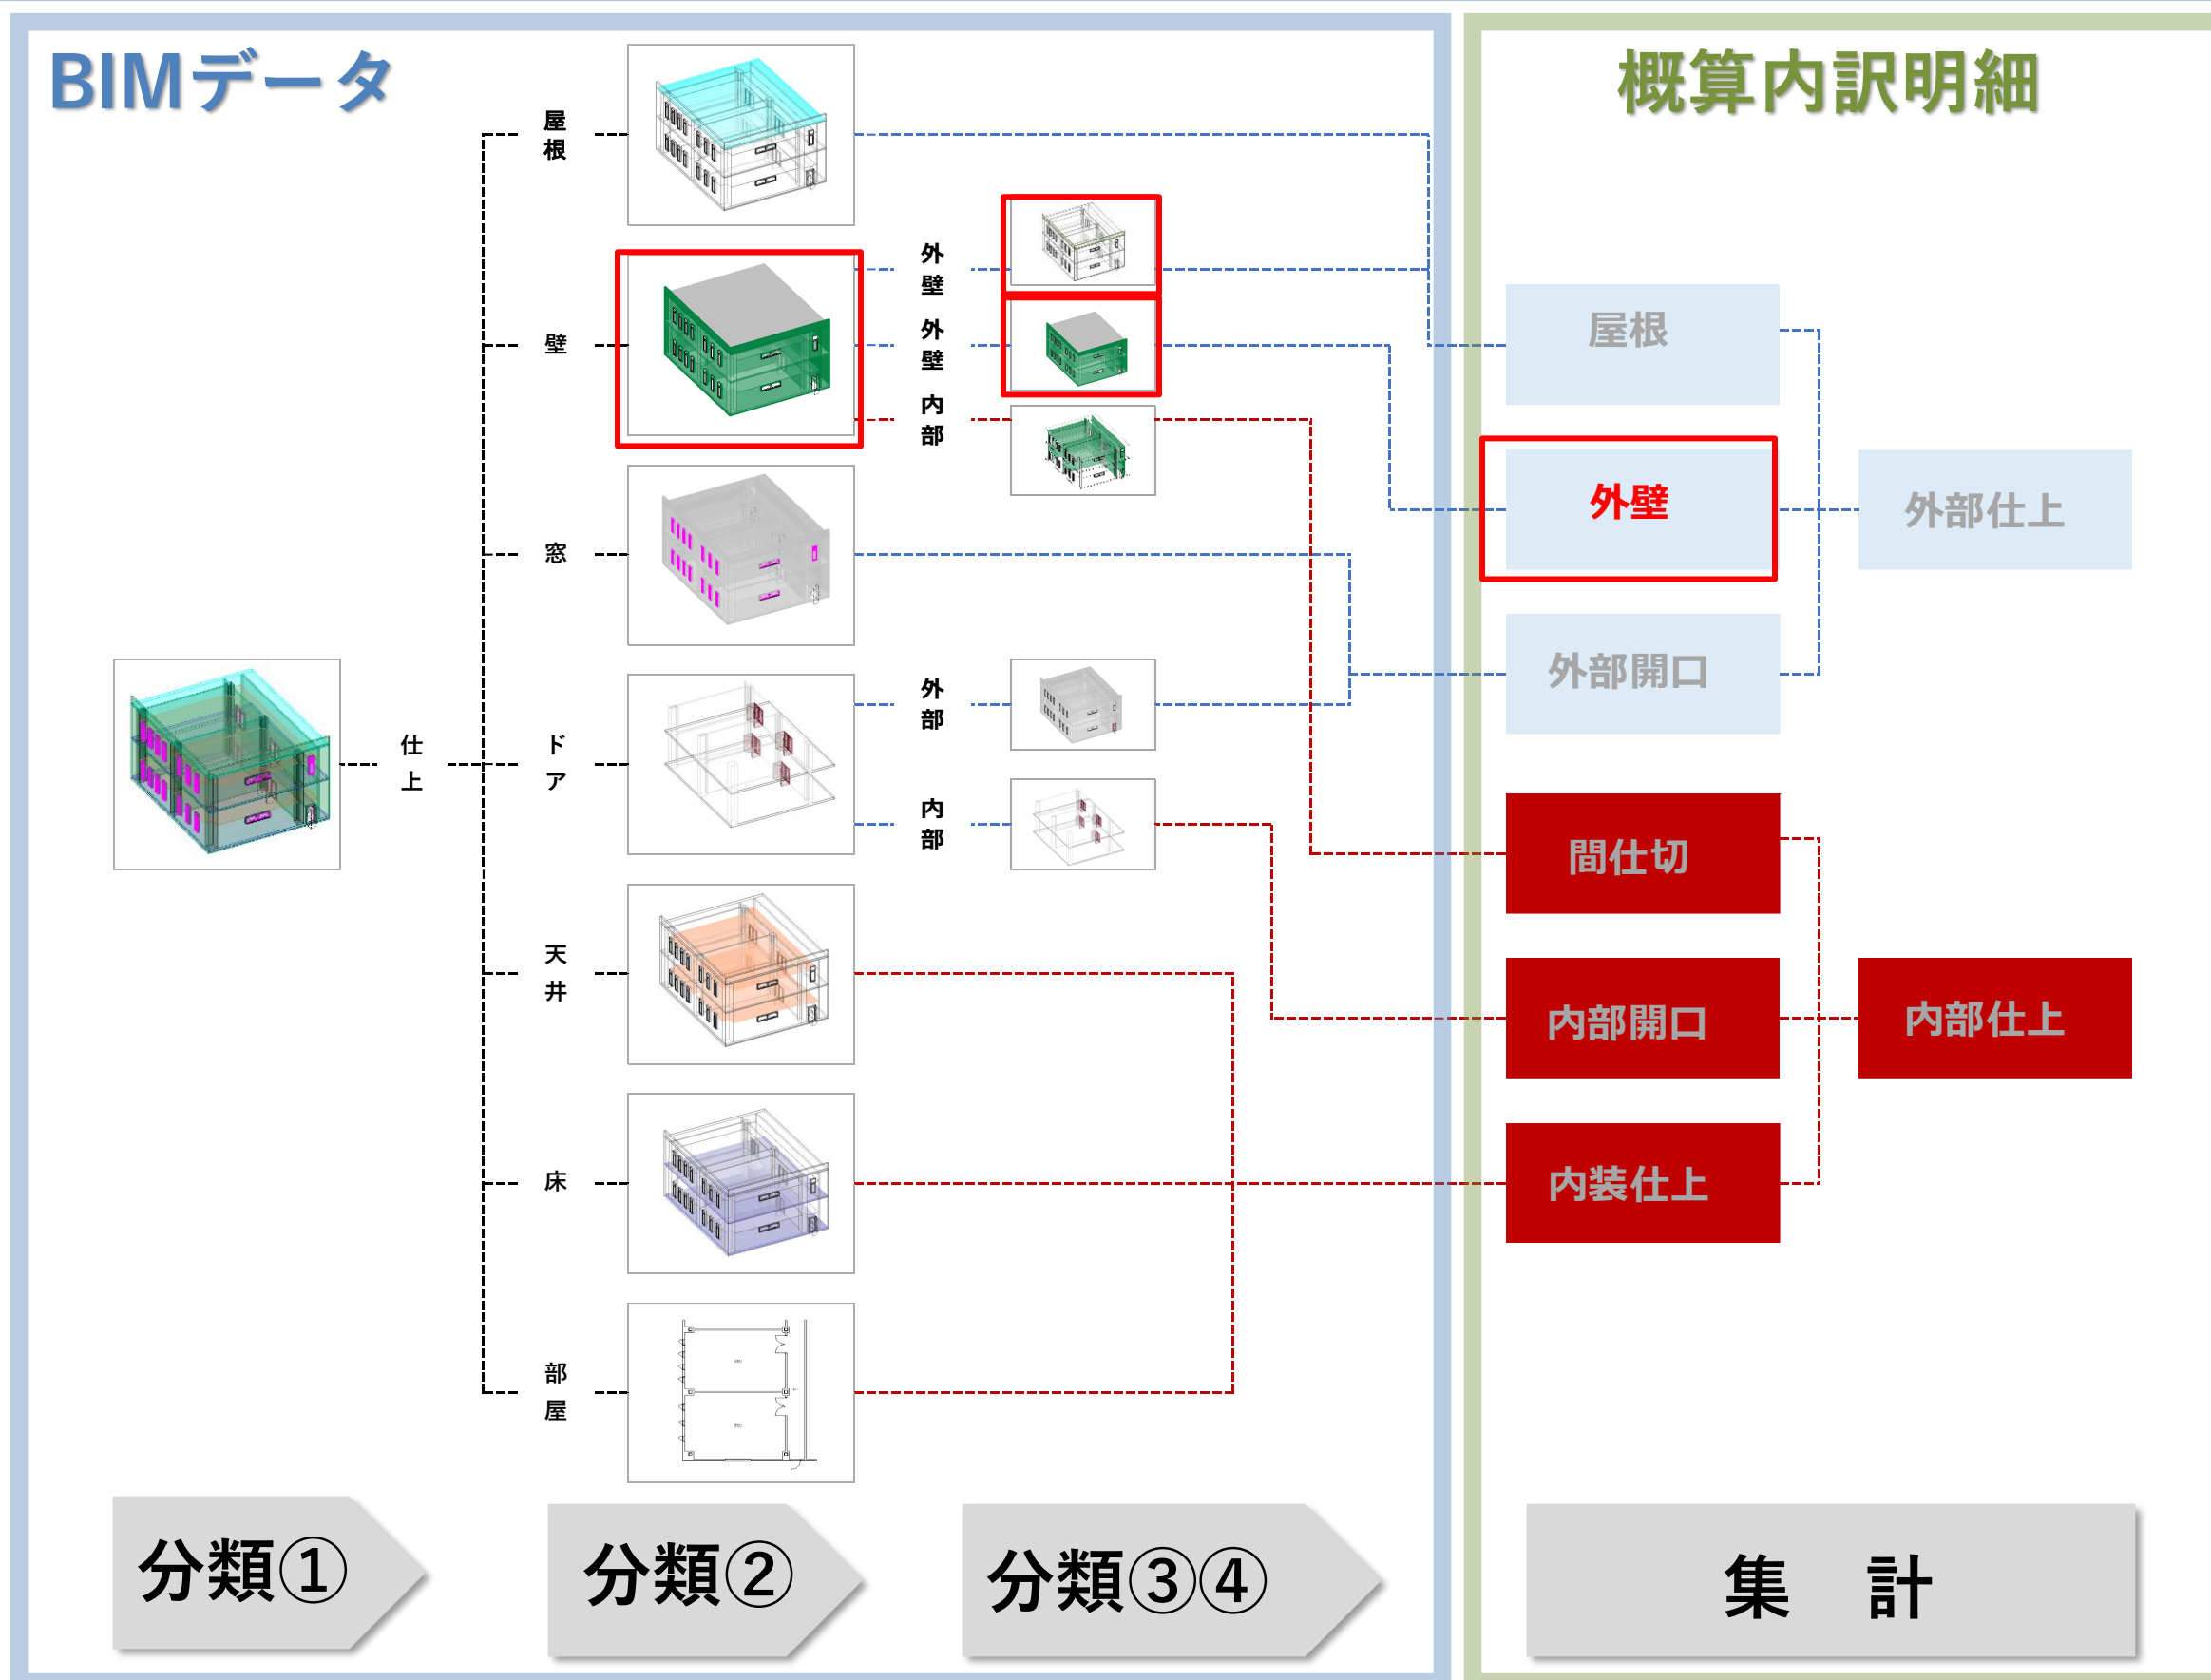 BIMデータ
概算内訳明細
屋根
壁
窓
ドア
天井
床
部屋
仕上
外壁
外壁
内部
外部
内部
屋根
外壁
外部開口
外部仕上
間仕切
内部開口
内装仕上
内部仕上
分類①
分類②
分類③④
集 計